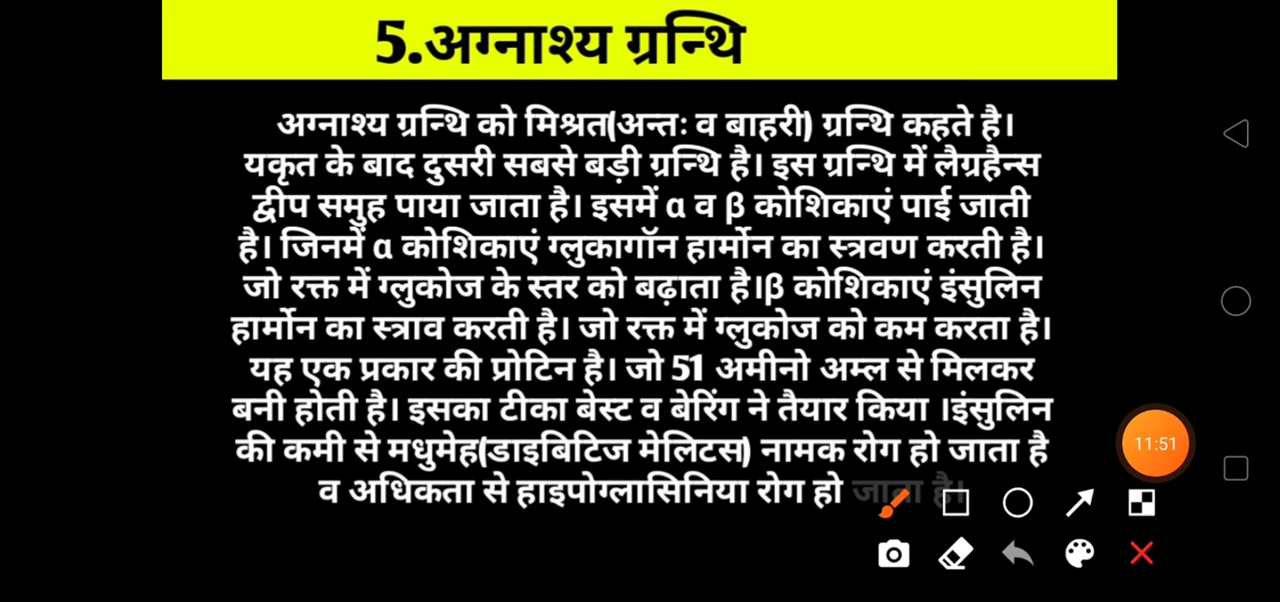 5.अग्नाश्य ग्रन्थि
अग्नाश्य ग्रन्थि को मिश्रत(अन्तः व बाहरी) ग्रन्थि कहते है।
यकृत के बाद दुसरी सबसे बड़ी ग्रन्थि है। इस ग्रन्थि में लैग्रहैन्स
द्वीप समुह पाया जाता है। इसमें α व β कोशिकाएं पाई जाती
है। जिनमें α कोशिकाएं ग्लुकागॉन हार्मोन का स्त्रवण करती है।
जो रक्त में ग्लुकोज के स्तर को बढ़ाता है।β कोशिकाएं इंसुलिन
हार्मोन का स्त्राव करती है। जो रक्त में ग्लुकोज को कम करता है।
यह एक प्रकार की प्रोटिन है। जो 51 अमीनो अम्ल से मिलकर
बनी होती है। इसका टीका बेस्ट व बेरिंग ने तैयार किया ।इंसुलिन
की कमी से मधुमेह(डाइबिटिज मेलिटस) नामक रोग हो जाता है
व अधिकता से हाइपोग्लासिनिया रोग हो जाता है।
11:51